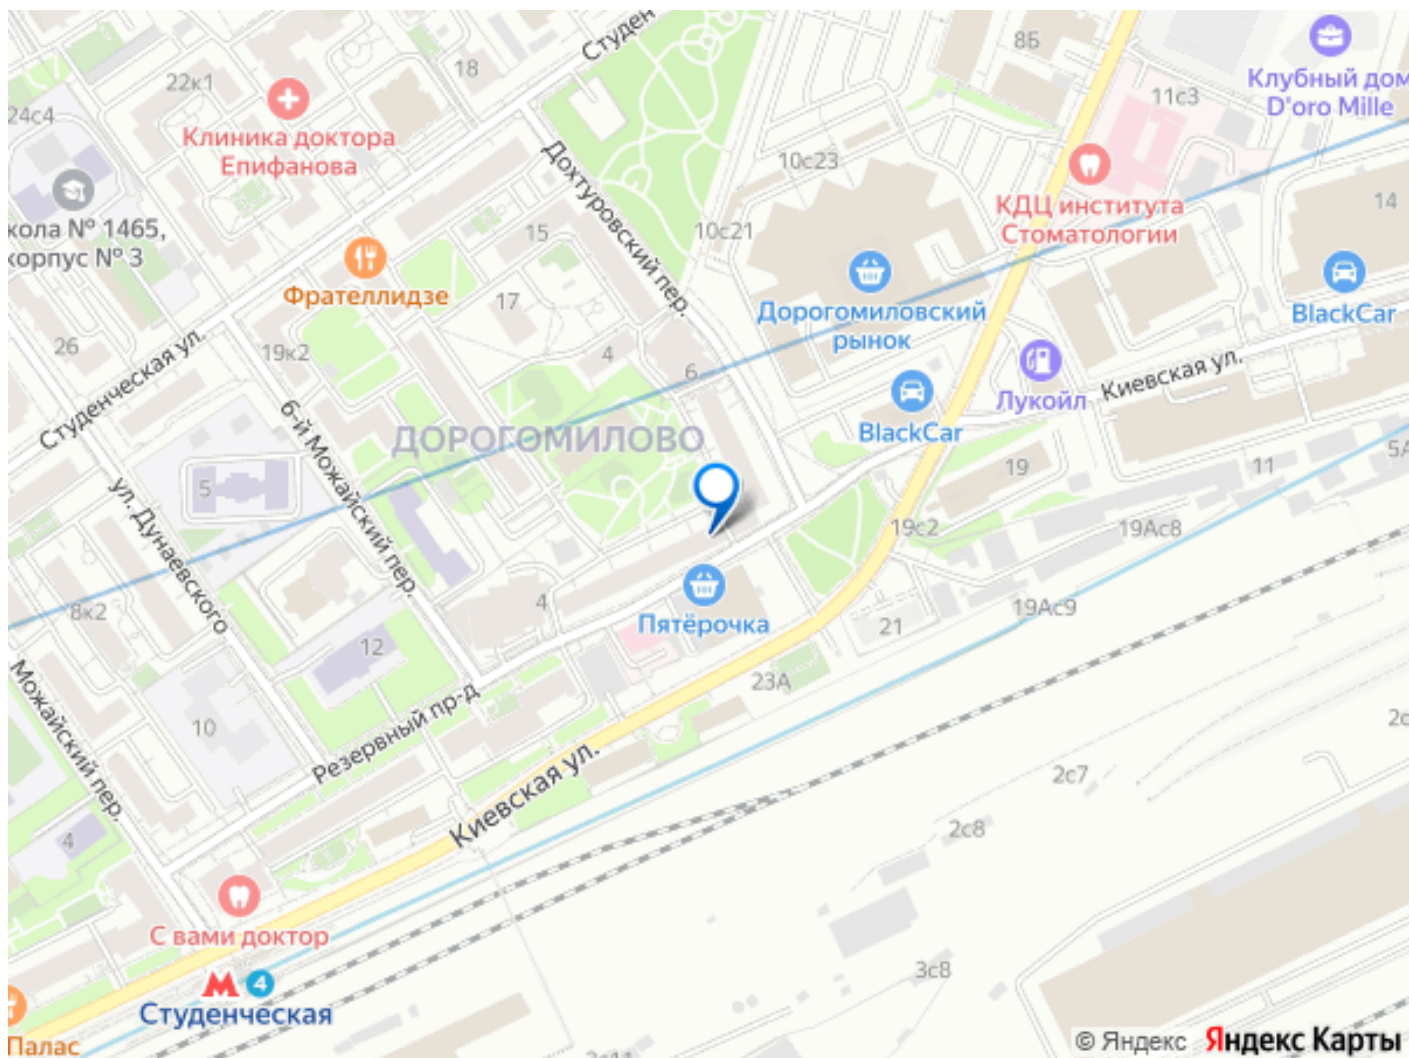 Студен
8Б
Клубный дом
D'oro Mille
22к1
18
11с3
24с4
Клиника доктора
Епифанова
10с23
Дохтуровский пер.
КДЦ института
Стоматологии
14
кола № 1465,
корпус № 3
15
10с21
Фрателлидзе
17
Дорогомиловский
рынок
BlackCar
26
Студенческая ул.
19к2
4
6
Лукойл
Киевская ул.
6-й Можайский пер.
ДОРОГОМИЛОВО
BlackCar
5А
5
19
11
ул. Дунаевского
19с2
19Ас8
8к2
4
Пятёрочка
21
19Ас9
12
23А
Можайский пер.
10
Резервный пр-д
2с
Киевская ул.
2с7
4
2с8
С вами доктор
3с8
4
Студенческая
Палас
© Яндекс Яндекс Карты